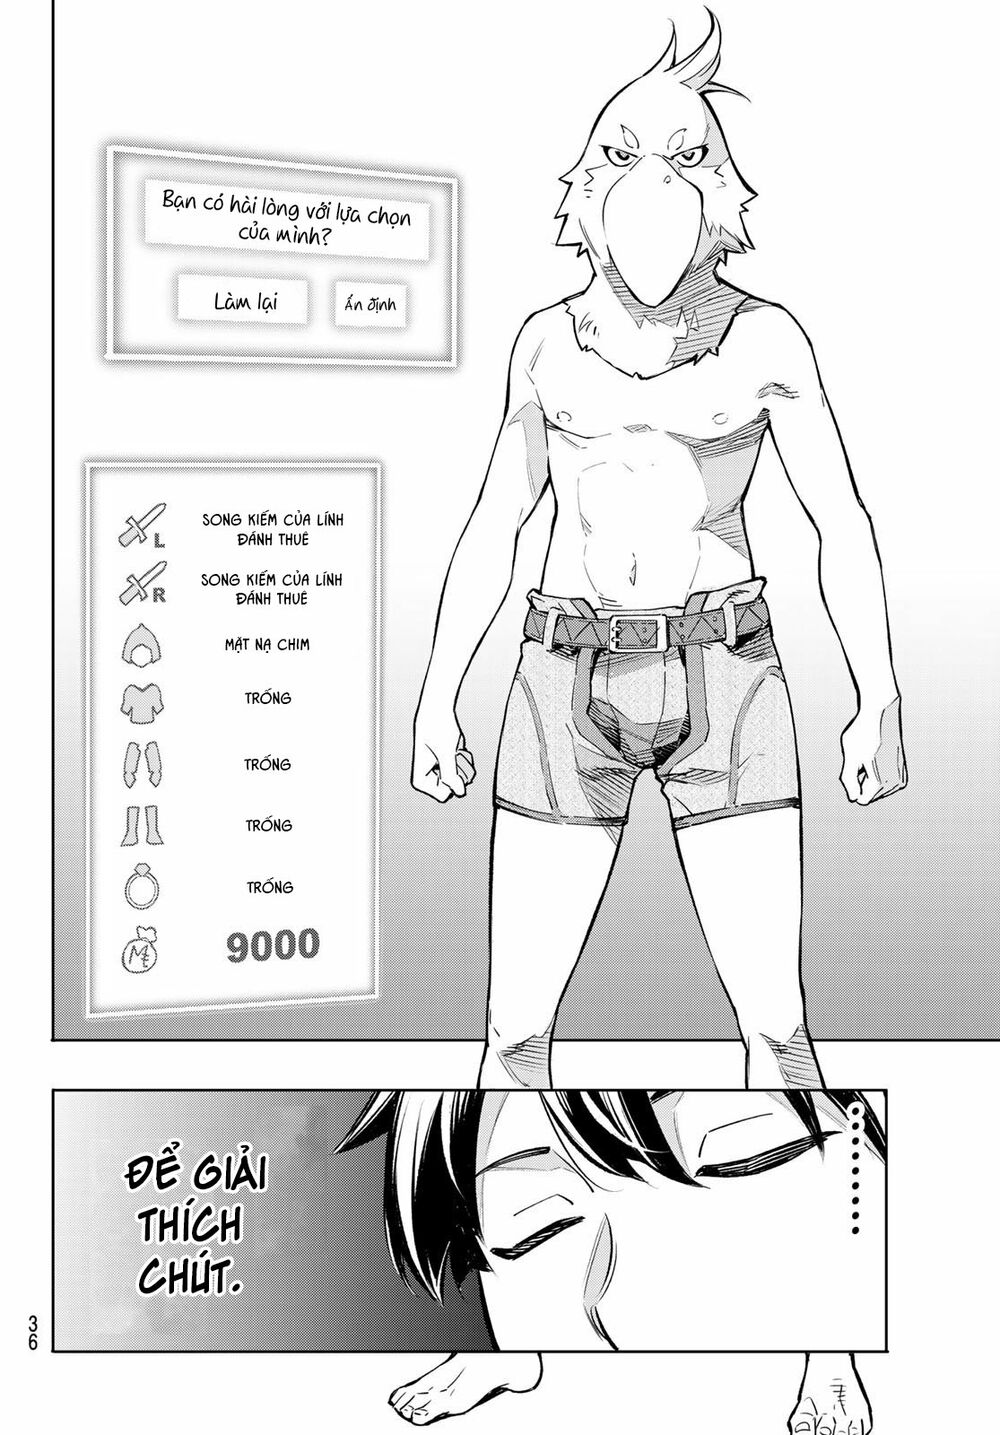 Bạn có hài lòng với lựa chọn
của mình?
Làm lại
Ấn định
L
SONG KIẾM CỦA LÍNH
ĐÁNH THUÊ
R
SONG KIẾM CỦA LÍNH
ĐÁNH THUÊ
MẶT NẠ CHIM
TRỐNG
TRỐNG
TRỐNG
TRỐNG
9000
ĐỂ GIẢI
THÍCH
CHÚT.
36